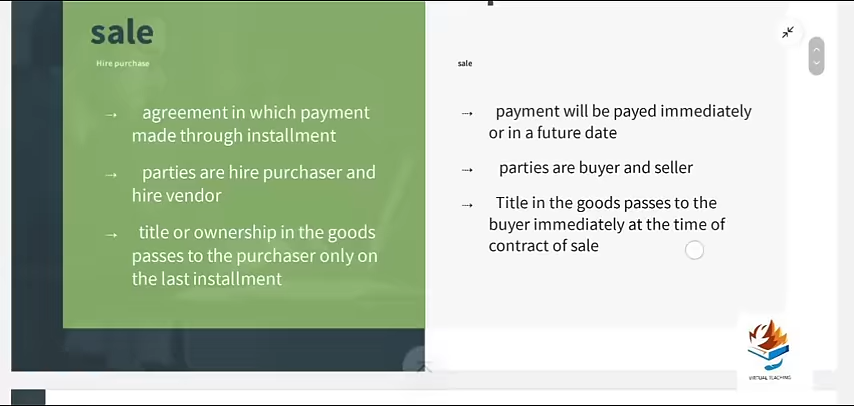 sale
Hire purchase
→ agreement in which payment
made through installment
→ parties are hire purchaser and
hire vendor
→ title or ownership in the goods
passes to the purchaser only on
the last installment
sale
→ payment will be payed immediately
or in a future date
→ parties are buyer and seller
→ Title in the goods passes to the
buyer immediately at the time of
contract of sale
VIRTUAL TEACHING